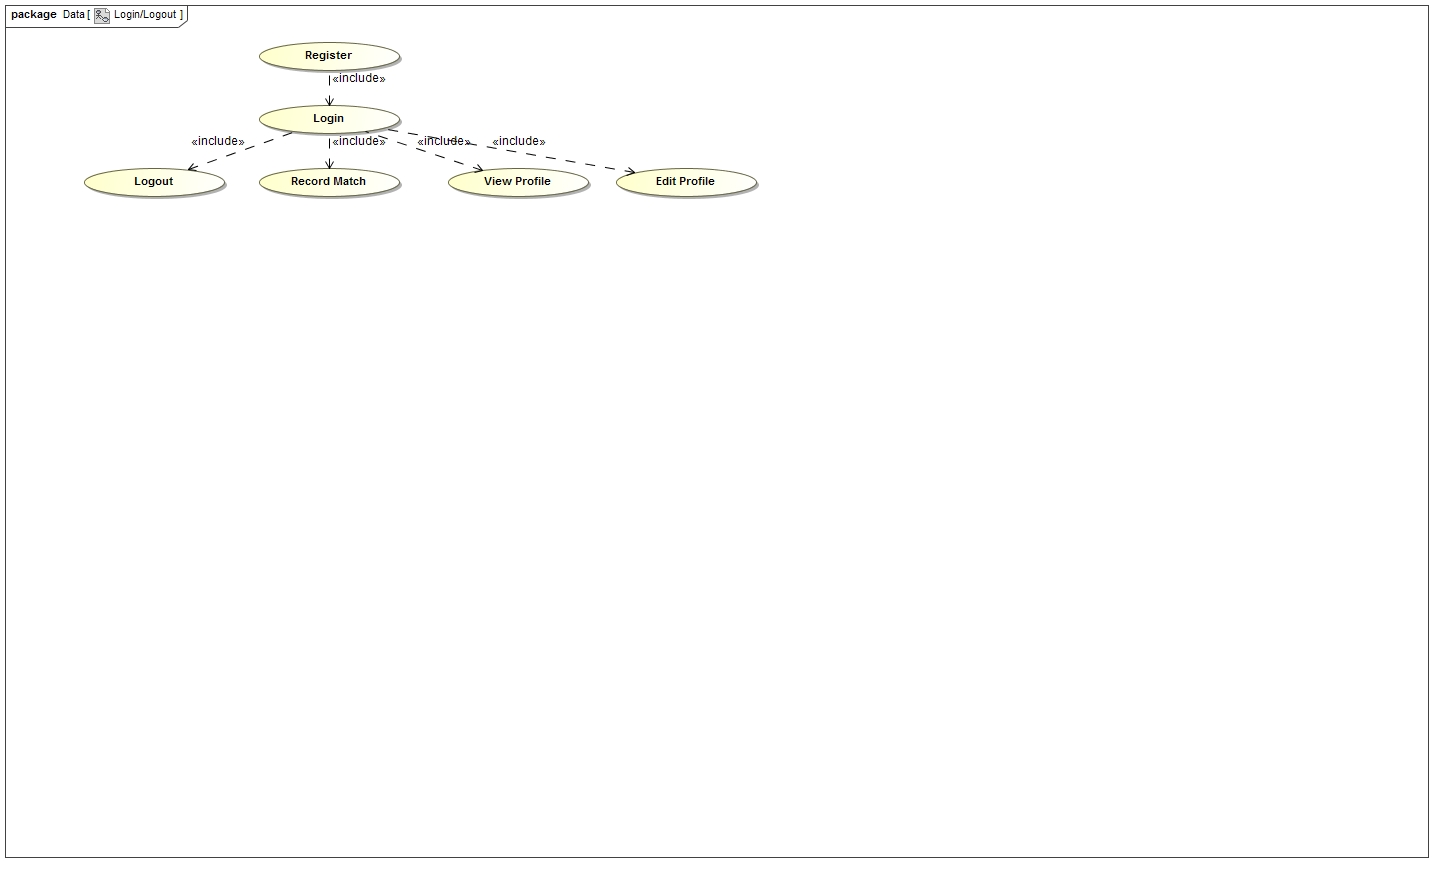 package Data [ Login/Logout ]
Register
«include»
Login
«include» «include» «include» «include»
Logout Record Match View Profile Edit Profile